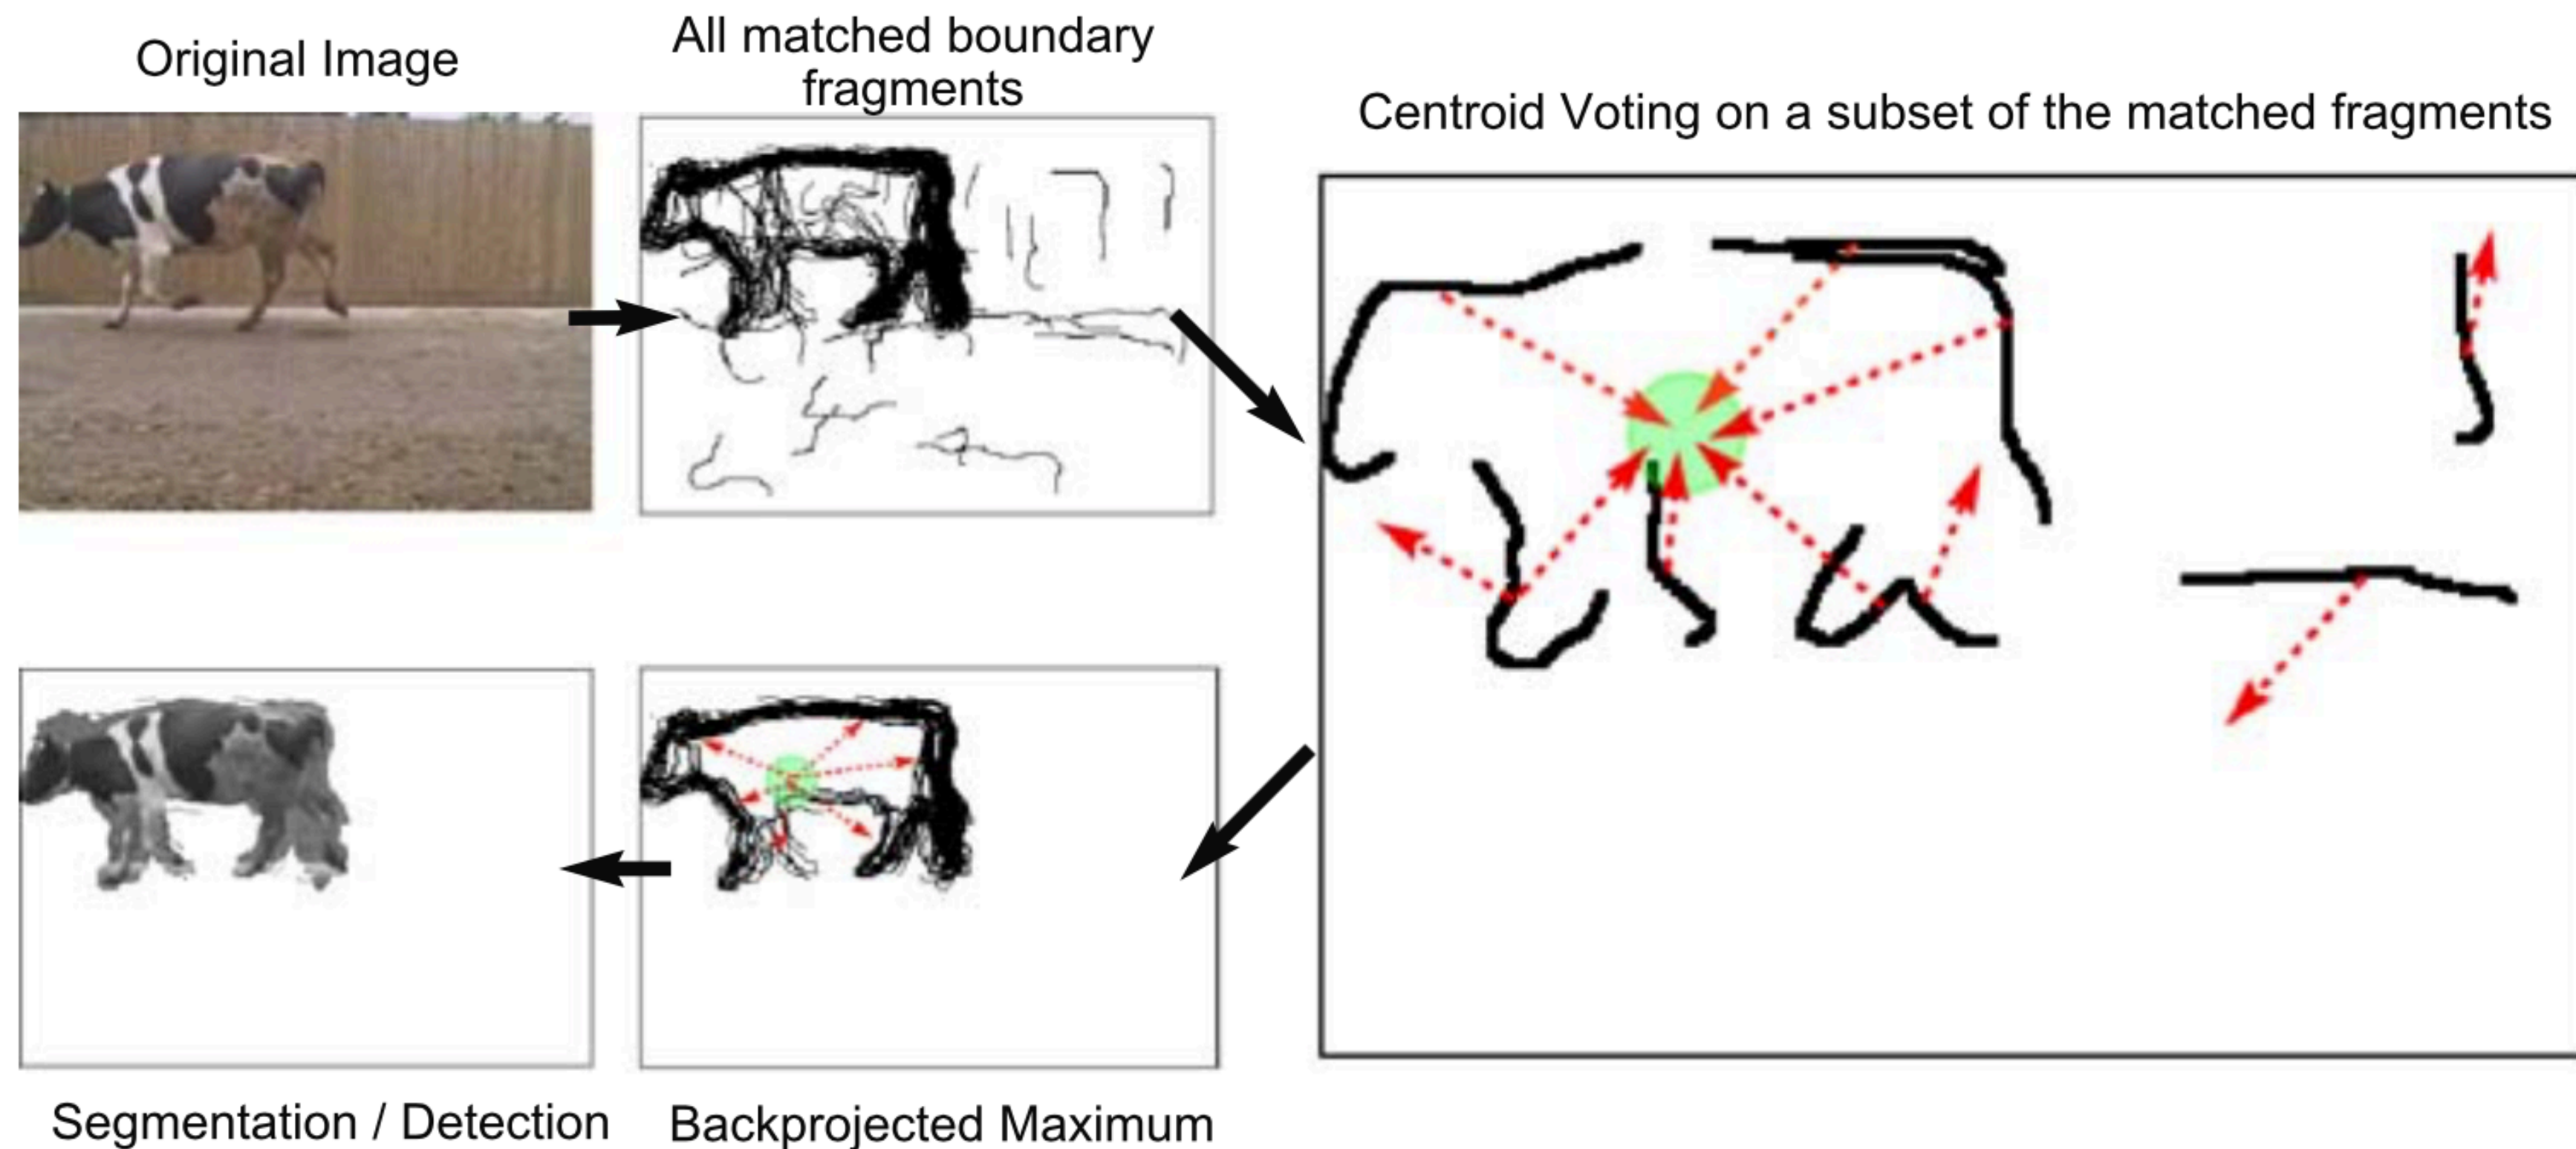 Original Image
All matched boundary
fragments
Centroid Voting on a subset of the matched fragments
Segmentation / Detection
Backprojected Maximum